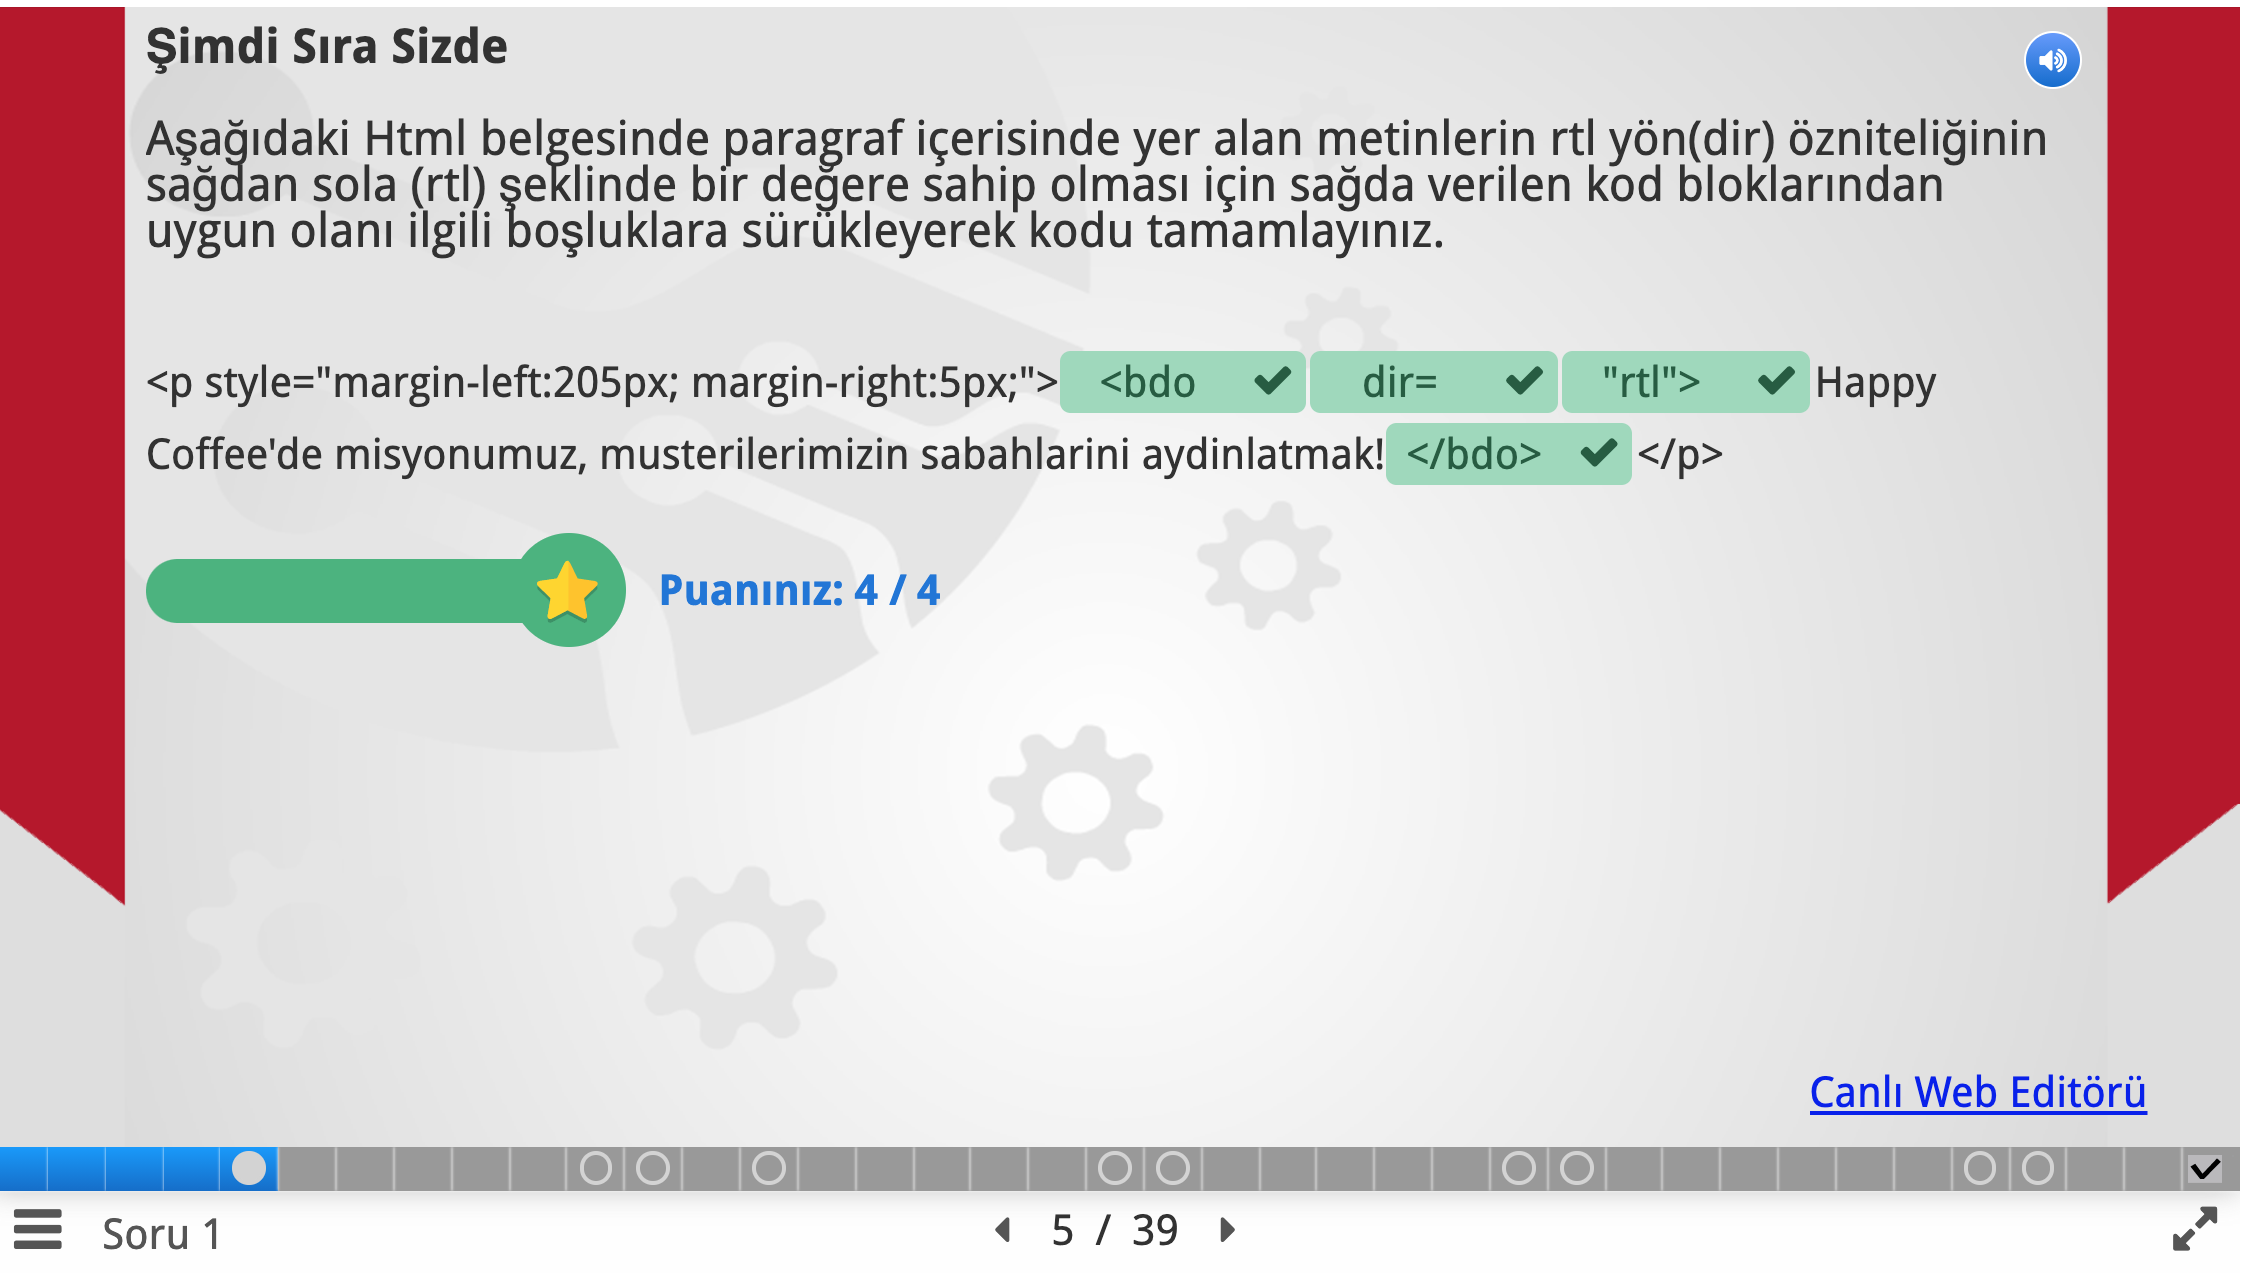 Şimdi Sıra Sizde
Aşağıdaki Html belgesinde paragraf içerisinde yer alan metinlerin rtl yön(dir) özniteliğinin
sağdan sola (rtl) şeklinde bir değere sahip olması için sağda verilen kod bloklarından
uygun olanı ilgili boşluklara sürükleyerek kodu tamamlayınız.
<p style="margin-left:205px; margin-right:5px;"> <bdo dir= "rtl"> Happy
Coffee'de misyonumuz, musterilerimizin sabahlarini aydinlatmak! </bdo> </p>
Puanınız: 4 / 4
Canlı Web Editörü
Soru 1
5 / 39